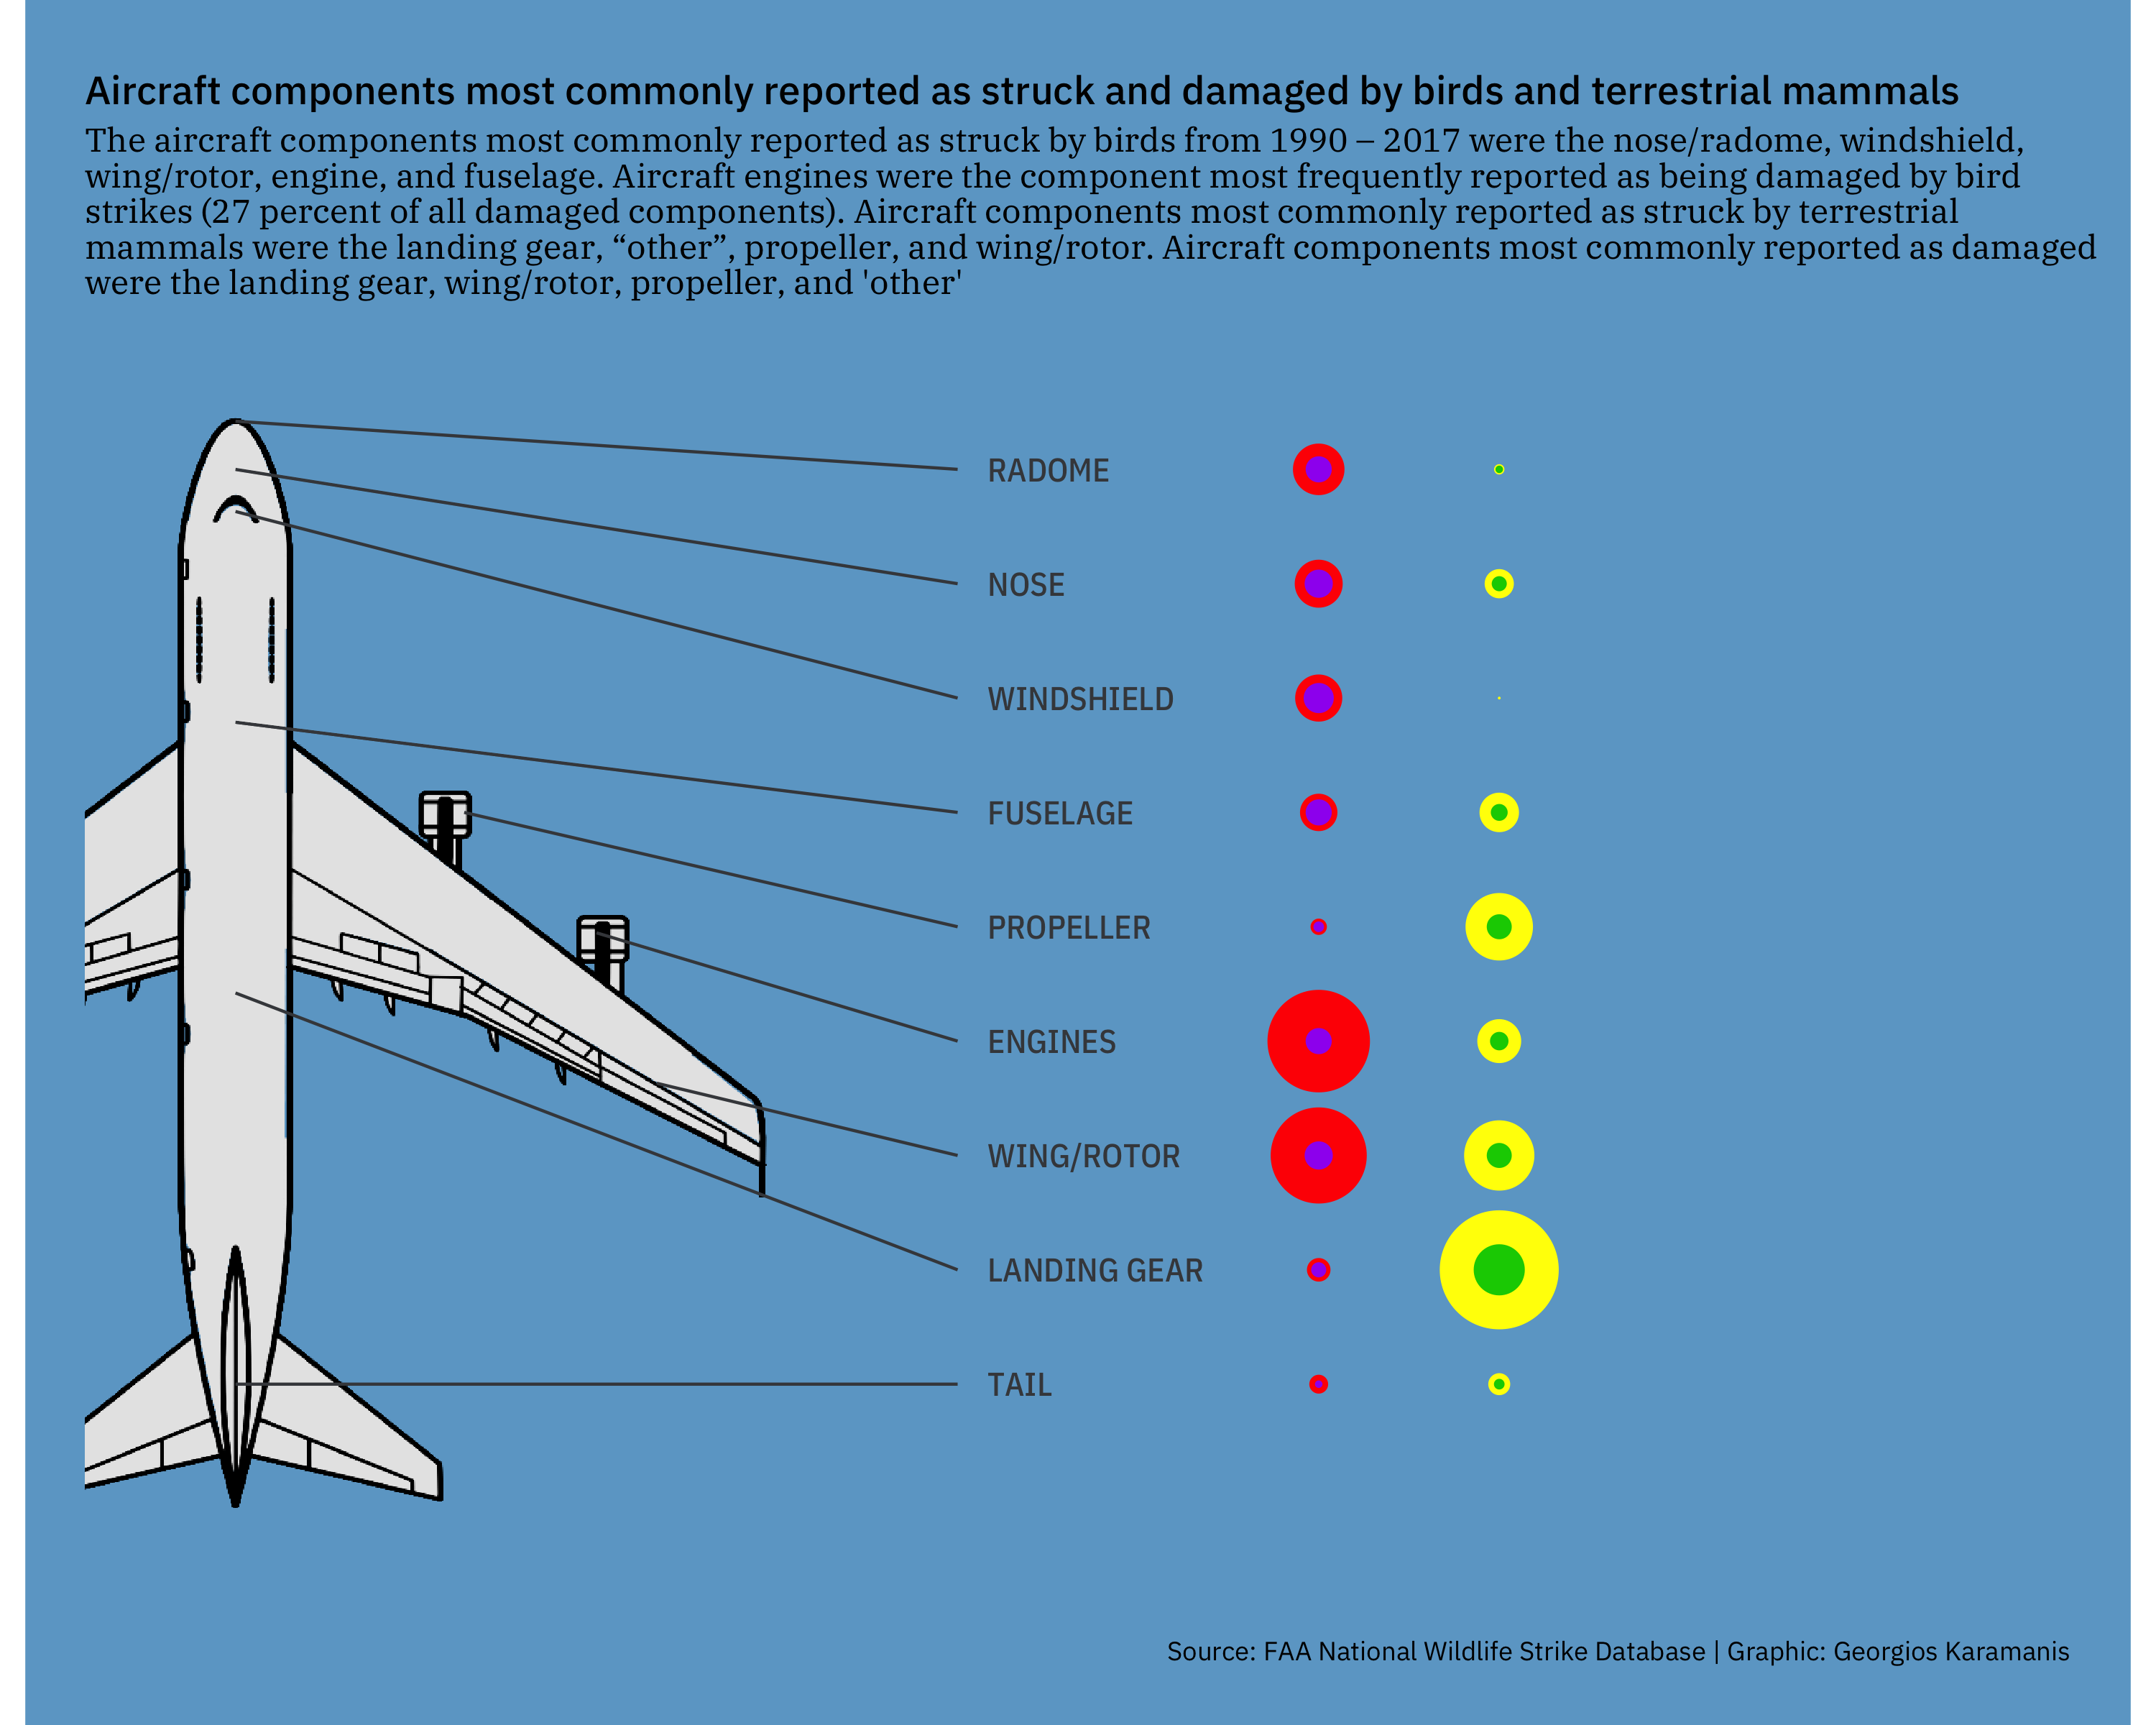 Aircraft components most commonly reported as struck and damaged by birds and terrestrial mammals
The aircraft components most commonly reported as struck by birds from 1990 – 2017 were the nose/radome, windshield,
wing/rotor, engine, and fuselage. Aircraft engines were the component most frequently reported as being damaged by bird
strikes (27 percent of all damaged components). Aircraft components most commonly reported as struck by terrestrial
mammals were the landing gear, “other”, propeller, and wing/rotor. Aircraft components most commonly reported as damaged
were the landing gear, wing/rotor, propeller, and 'other'
RADOME
NOSE
WINDSHIELD
FUSELAGE
PROPELLER
ENGINES
WING/ROTOR
LANDING GEAR
TAIL
Source: FAA National Wildlife Strike Database | Graphic: Georgios Karamanis